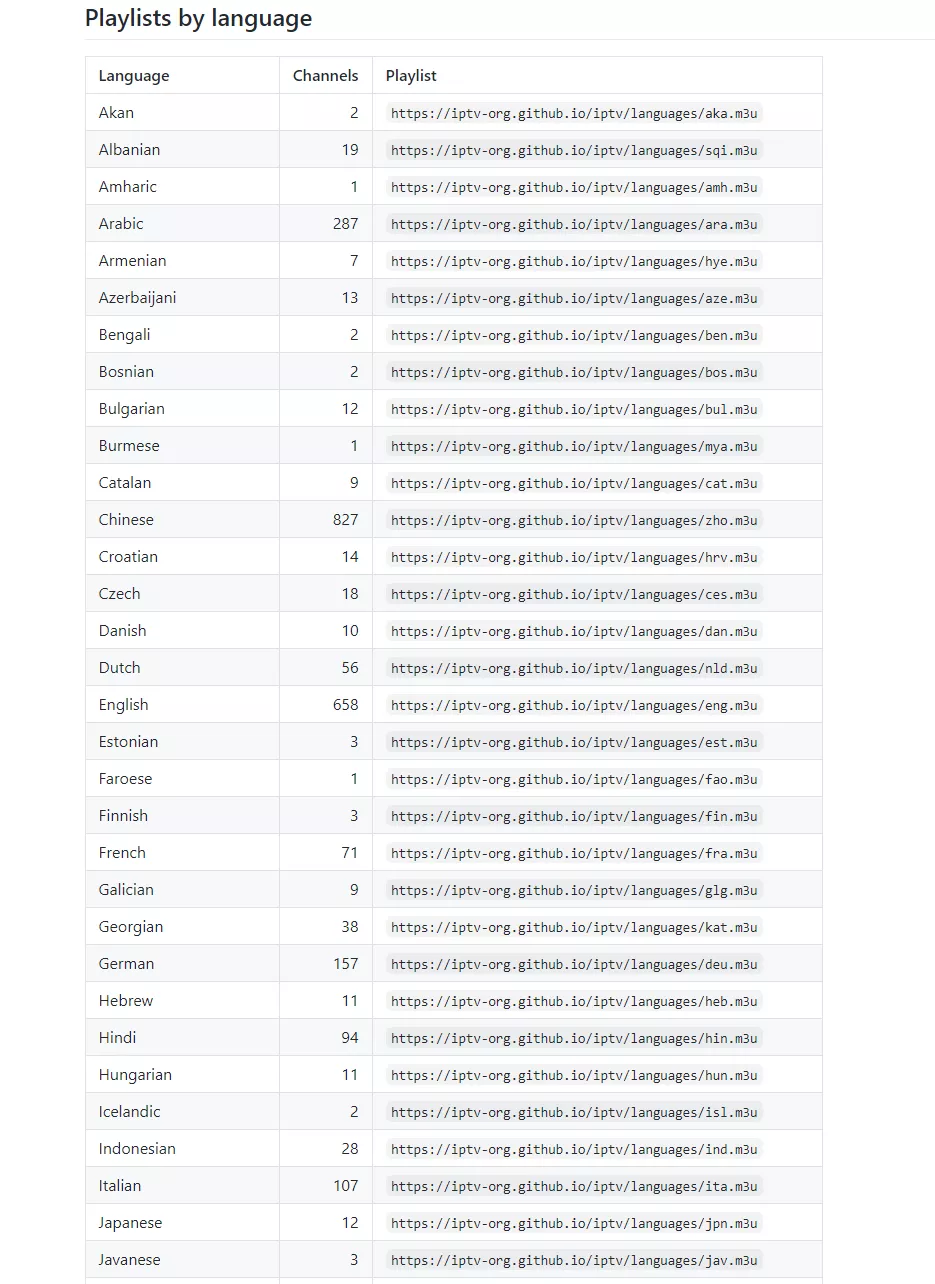 Playlists by language
Language Channels Playlist
Akan 2 https://iptv-org.github.io/iptv/languages/aka.m3u
Albanian 19 https://iptv-org.github.io/iptv/languages/sqi.m3u
Amharic 1 https://iptv-org.github.io/iptv/languages/amh.m3u
Arabic 287 https://iptv-org.github.io/iptv/languages/ara.m3u
Armenian 7 https://iptv-org.github.io/iptv/languages/hye.m3u
Azerbaijani 13 https://iptv-org.github.io/iptv/languages/aze.m3u
Bengali 2 https://iptv-org.github.io/iptv/languages/ben.m3u
Bosnian 2 https://iptv-org.github.io/iptv/languages/bos.m3u
Bulgarian 12 https://iptv-org.github.io/iptv/languages/bul.m3u
Burmese 1 https://iptv-org.github.io/iptv/languages/mya.m3u
Catalan 9 https://iptv-org.github.io/iptv/languages/cat.m3u
Chinese 827 https://iptv-org.github.io/iptv/languages/zho.m3u
Croatian 14 https://iptv-org.github.io/iptv/languages/hrv.m3u
Czech 18 https://iptv-org.github.io/iptv/languages/ces.m3u
Danish 10 https://iptv-org.github.io/iptv/languages/dan.m3u
Dutch 56 https://iptv-org.github.io/iptv/languages/nld.m3u
English 658 https://iptv-org.github.io/iptv/languages/eng.m3u
Estonian 3 https://iptv-org.github.io/iptv/languages/est.m3u
Faroese 1 https://iptv-org.github.io/iptv/languages/fao.m3u
Finnish 3 https://iptv-org.github.io/iptv/languages/fin.m3u
French 71 https://iptv-org.github.io/iptv/languages/fra.m3u
Galician 9 https://iptv-org.github.io/iptv/languages/glg.m3u
Georgian 38 https://iptv-org.github.io/iptv/languages/kat.m3u
German 157 https://iptv-org.github.io/iptv/languages/deu.m3u
Hebrew 11 https://iptv-org.github.io/iptv/languages/heb.m3u
Hindi 94 https://iptv-org.github.io/iptv/languages/hin.m3u
Hungarian 11 https://iptv-org.github.io/iptv/languages/hun.m3u
Icelandic 2 https://iptv-org.github.io/iptv/languages/isl.m3u
Indonesian 28 https://iptv-org.github.io/iptv/languages/ind.m3u
Italian 107 https://iptv-org.github.io/iptv/languages/ita.m3u
Japanese 12 https://iptv-org.github.io/iptv/languages/jpn.m3u
Javanese 3 https://iptv-org.github.io/iptv/languages/jav.m3u